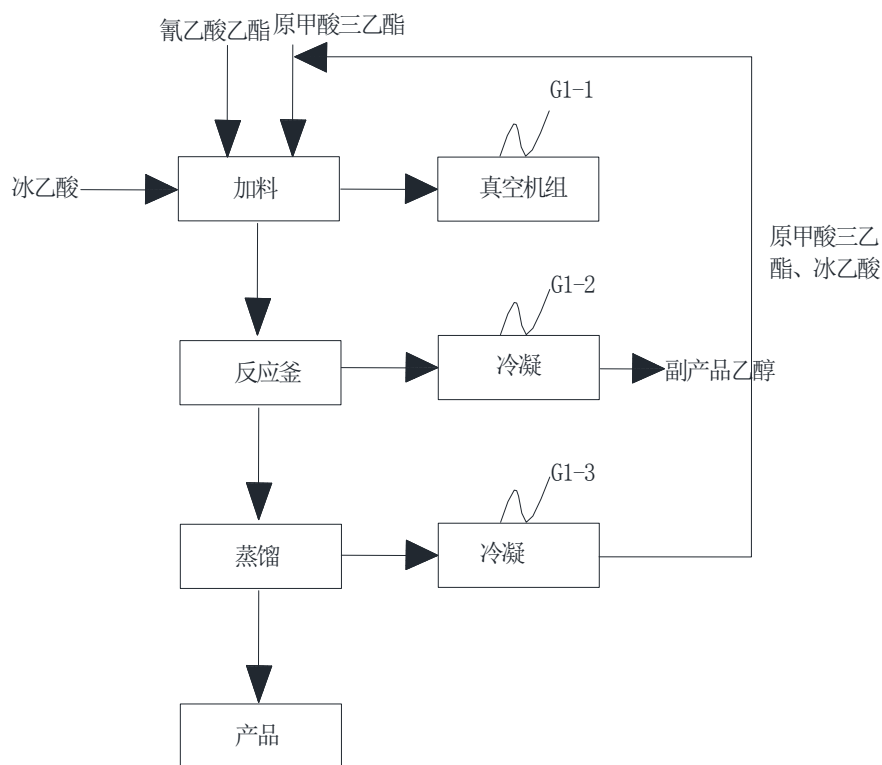 氰乙酸乙酯
原甲酸三乙酯
G1-1
冰乙酸
加料
真空机组
原甲酸三乙
酯、冰乙酸
G1-2
反应釜
冷凝
副产品乙醇
G1-3
蒸馏
冷凝
产品